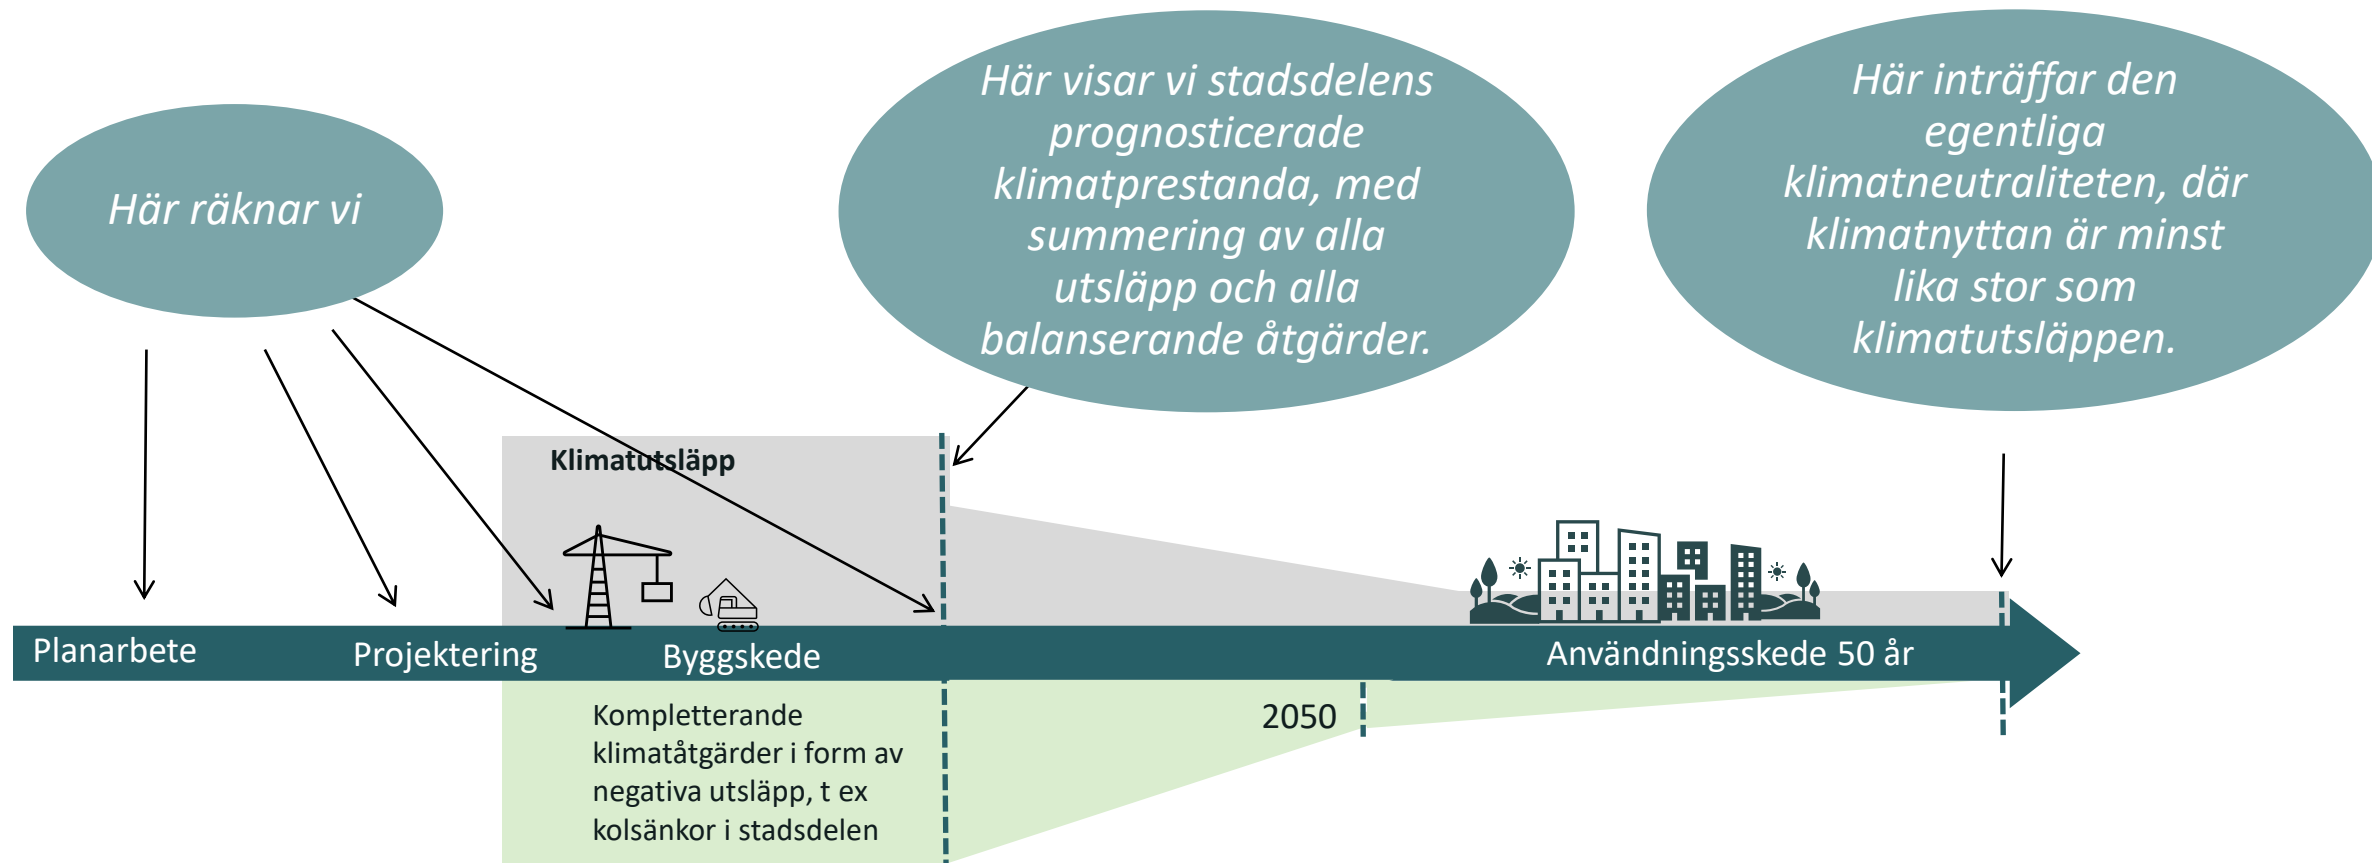 Här räknar vi
Här visar vi stadsdelens
prognosticerade
klimatprestanda, med
summering av alla
utsläpp och alla
balanserande åtgärder.
Här inträffar den
egentliga
klimatneutraliteten, där
klimatnyttan är minst
lika stor som
klimatutsläppen.
Klimatutsläpp
Planarbete
Projektering
Byggskede
Användningsskede 50 år
Kompletterande
klimatåtgärder i form av
negativa utsläpp, t ex
kolsänkor i stadsdelen
2050